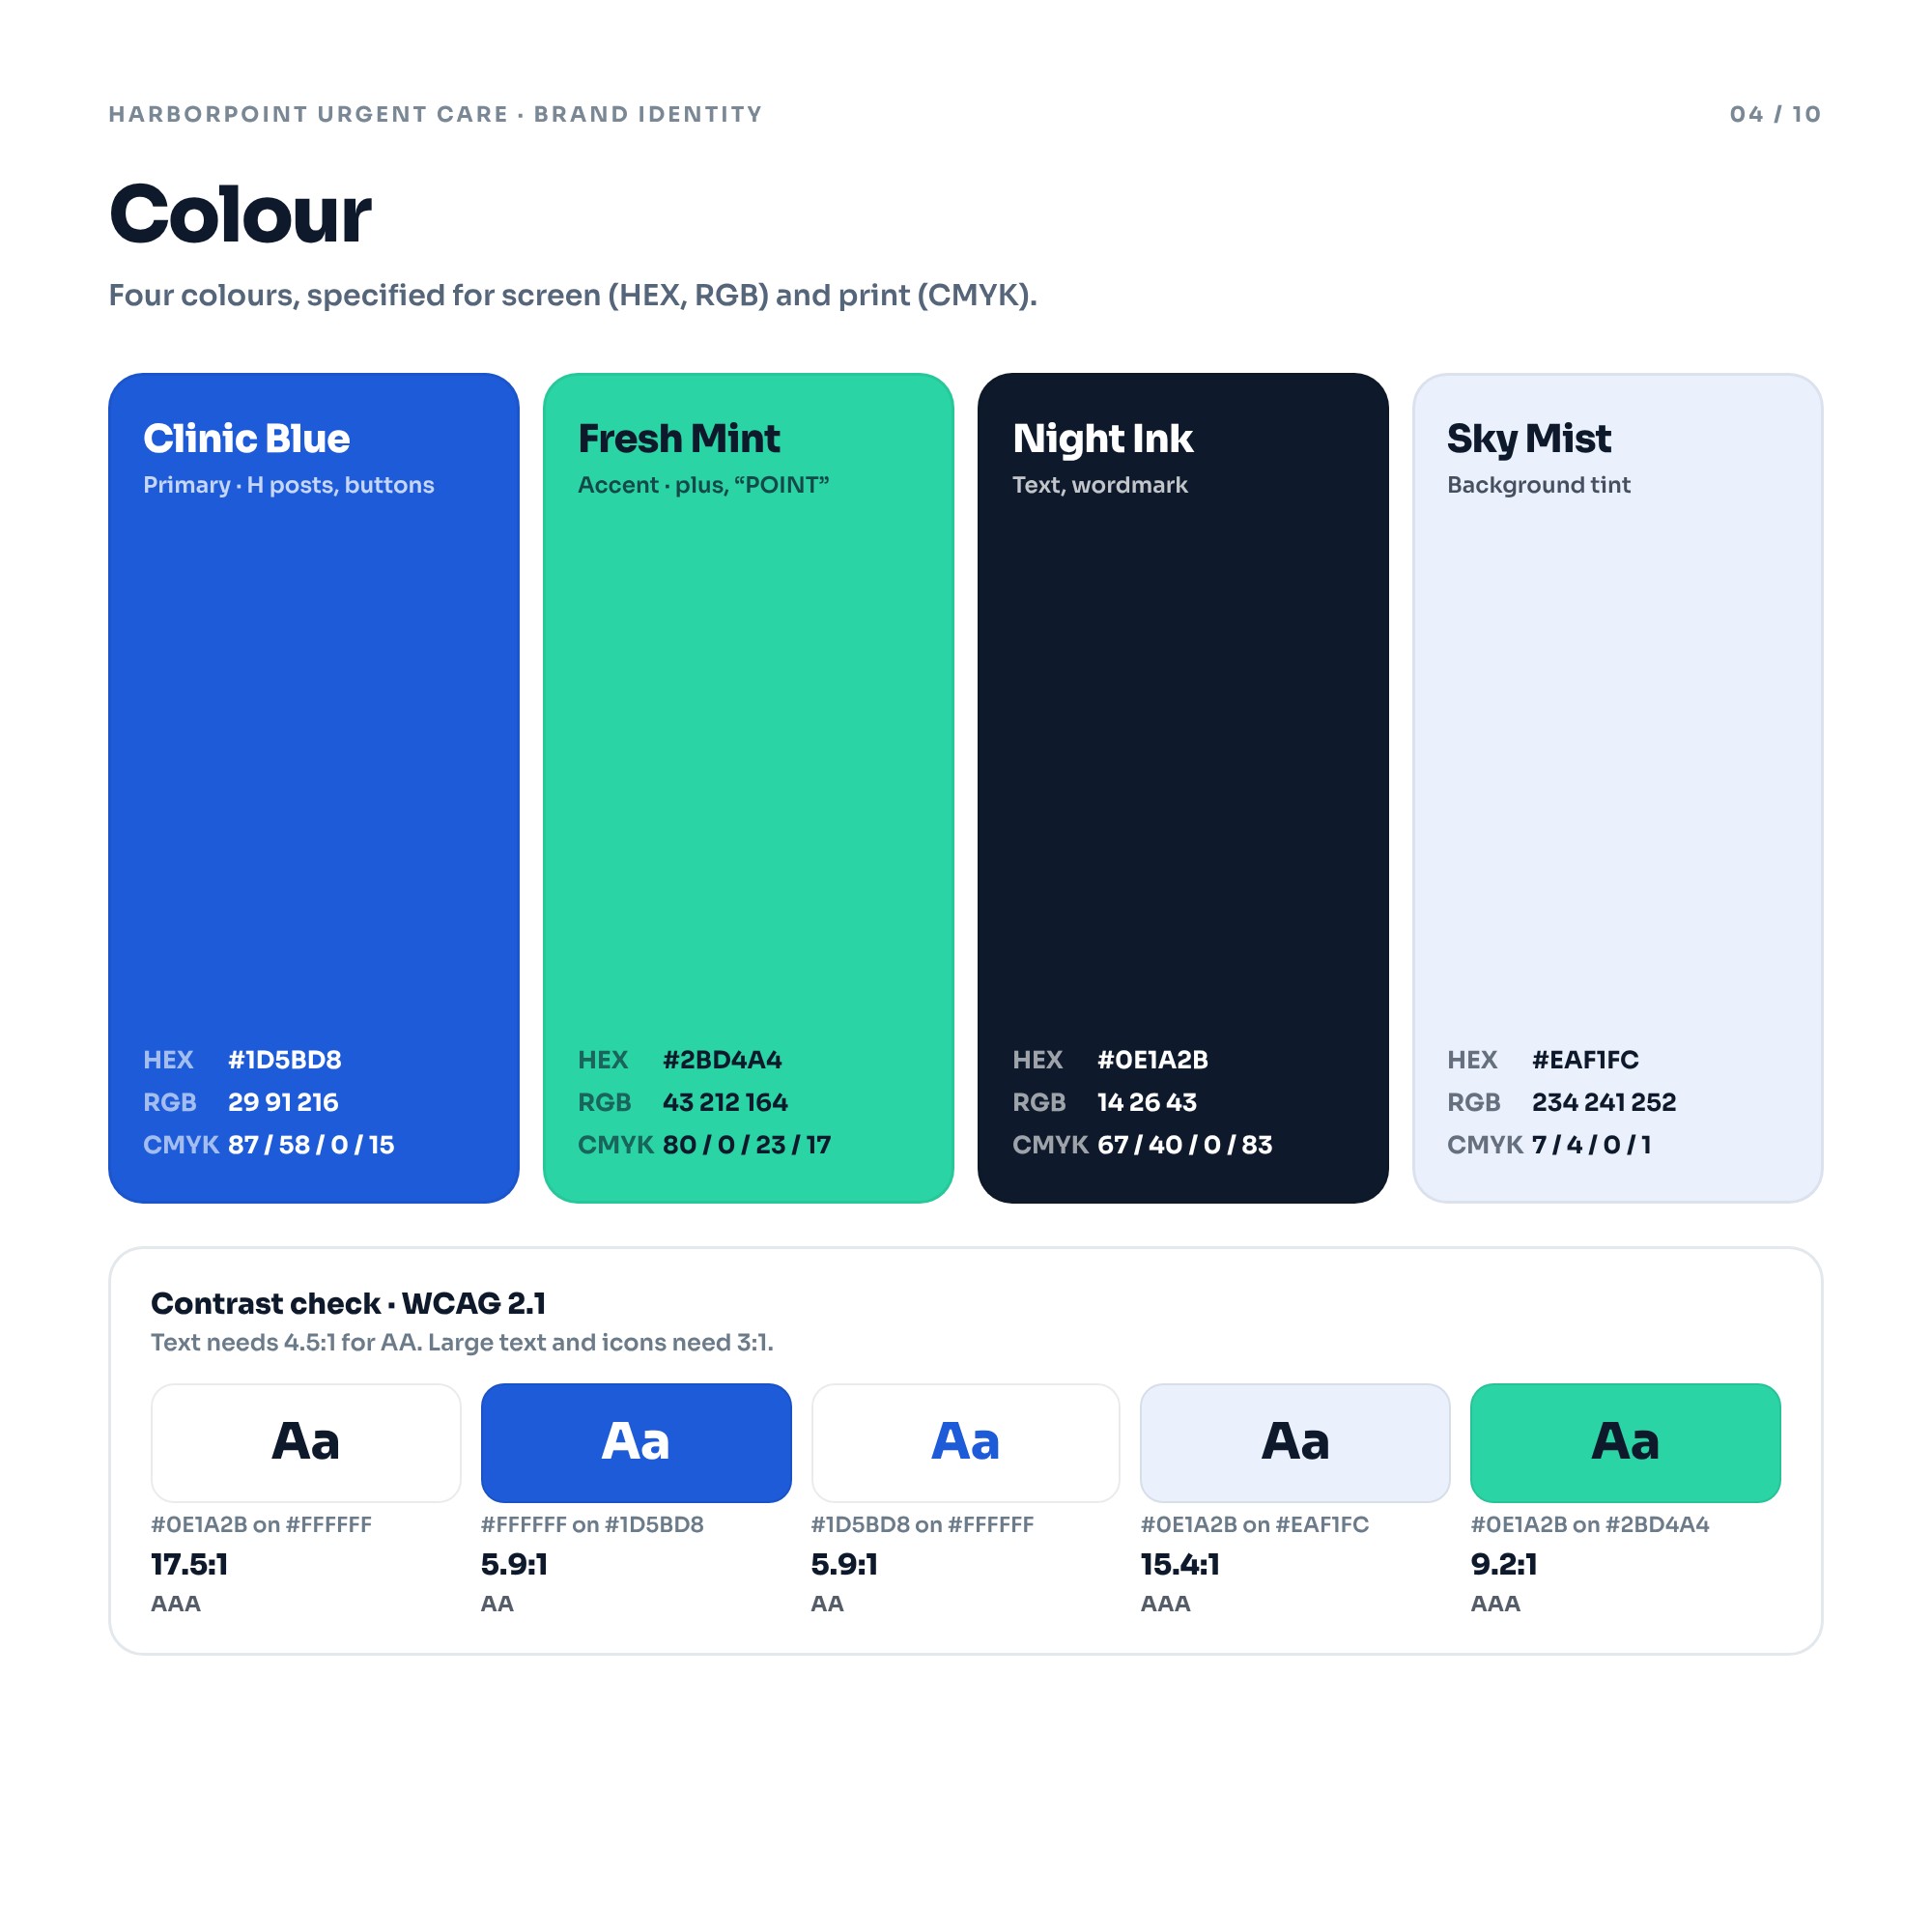 HARBORPOINT URGENT CARE · BRAND IDENTITY
04 / 10
Colour
Four colours, specified for screen (HEX, RGB) and print (CMYK).
Clinic Blue
Primary · H posts, buttons
HEX #1D5BD8
RGB 29 91 216
CMYK 87 / 58 / 0 / 15
Fresh Mint
Accent · plus, “POINT”
HEX #2BD4A4
RGB 43 212 164
CMYK 80 / 0 / 23 / 17
Night Ink
Text, wordmark
HEX #0E1A2B
RGB 14 26 43
CMYK 67 / 40 / 0 / 83
Sky Mist
Background tint
HEX #EAF1FC
RGB 234 241 252
CMYK 7 / 4 / 0 / 1
Contrast check · WCAG 2.1
Text needs 4.5:1 for AA. Large text and icons need 3:1.
Aa
#0E1A2B on #FFFFFF
17.5:1
AAA
Aa
#FFFFFF on #1D5BD8
5.9:1
AA
Aa
#1D5BD8 on #FFFFFF
5.9:1
AA
Aa
#0E1A2B on #EAF1FC
15.4:1
AAA
Aa
#0E1A2B on #2BD4A4
9.2:1
AAA